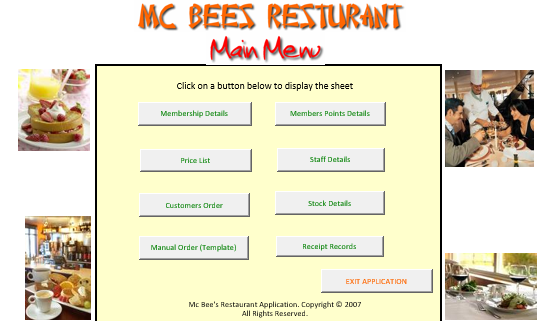 MC BEES RESTURANT
Main Menu
Click on a button below to display the sheet
Membership Details
Members Points Details
Price List
Staff Details
Customers Order
Stock Details
Manual Order (Template)
Receipt Records
EXIT APPLICATION
Mc Bee's Restaurant Application. Copyright © 2007
All Rights Reserved.